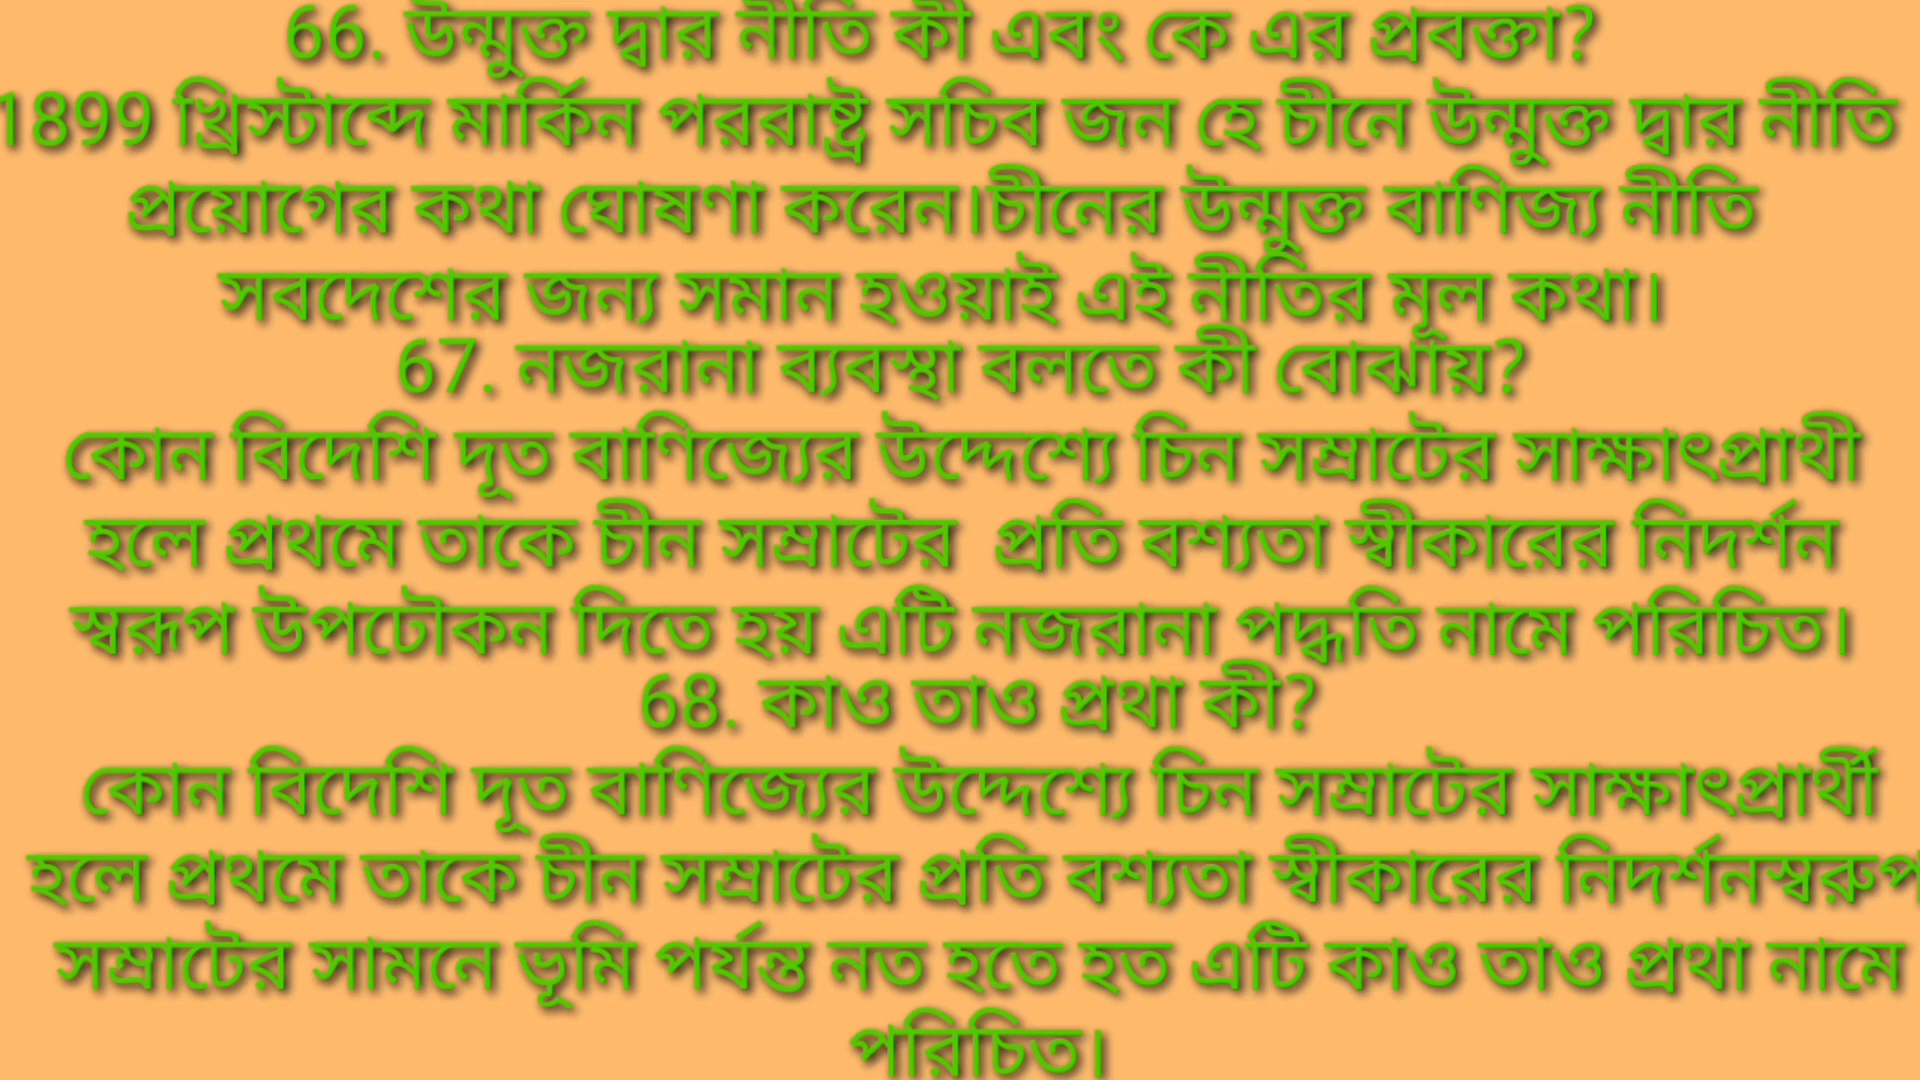 66. উন্মুক্ত দ্বার নীতি কী এবং কে এর প্রবক্তা?
1899 খ্রিস্টাব্দে মার্কিন পররাষ্ট্র সচিব জন হে চীনে উন্মুক্ত দ্বার নীতি
প্রয়োগের কথা ঘোষণা করেন।চীনের উন্মুক্ত বাণিজ্য নীতি
সবদেশের জন্য সমান হওয়াই এই নীতির মূল কথা।
67. নজরানা ব্যবস্থা বলতে কী বোঝায়?
কোন বিদেশি দূত বাণিজ্যের উদ্দেশ্যে চিন সম্রাটের সাক্ষাৎপ্রাথী
হলে প্রথমে তাকে চীন সম্রাটের প্রতি বশ্যতা স্বীকারের নিদর্শন
স্বরূপ উপঢৌকন দিতে হয় এটি নজরানা পদ্ধতি নামে পরিচিত।
68. কাও তাও প্রথা কী?
কোন বিদেশি দূত বাণিজ্যের উদ্দেশ্যে চিন সম্রাটের সাক্ষাৎপ্রার্থী
হলে প্রথমে তাকে চীন সম্রাটের প্রতি বশ্যতা স্বীকারের নিদর্শনস্বরুপ
সম্রাটের সামনে ভূমি পর্যন্ত নত হতে হত এটি কাও তাও প্রথা নামে
পরিচিত।